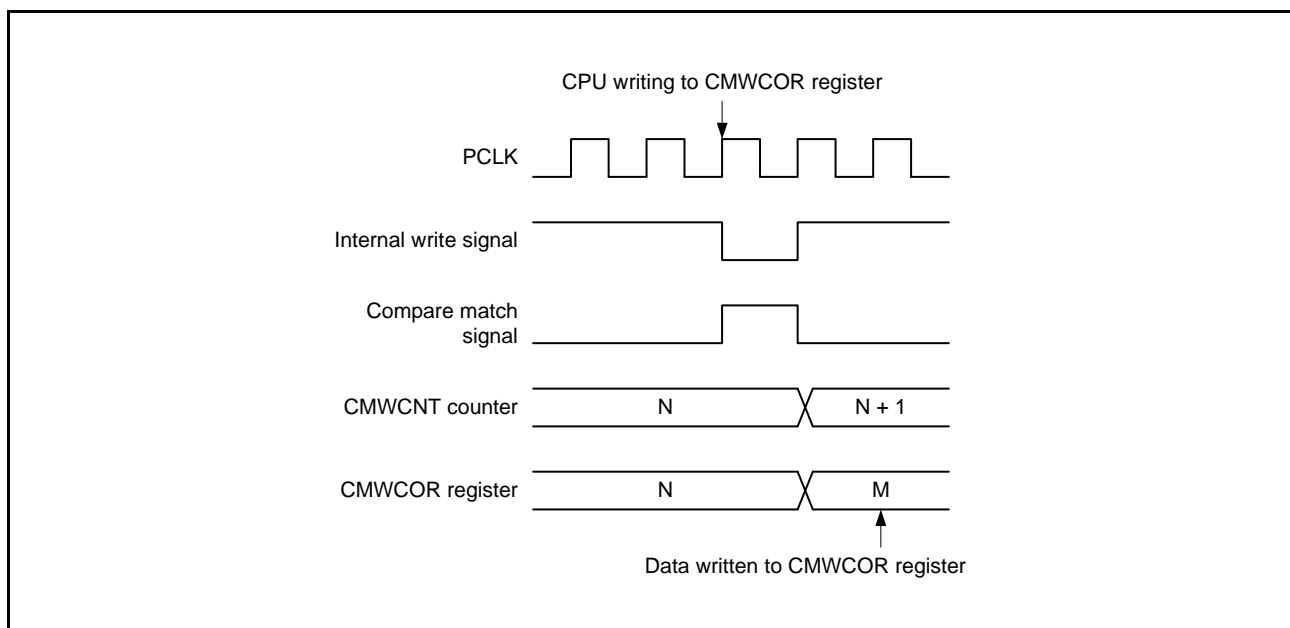 CPU writing to CMWCOR register
PCLK
Internal write signal
Compare match
signal
CMWCNT counter
N
N + 1
CMWCOR register
N
M
Data written to CMWCOR register